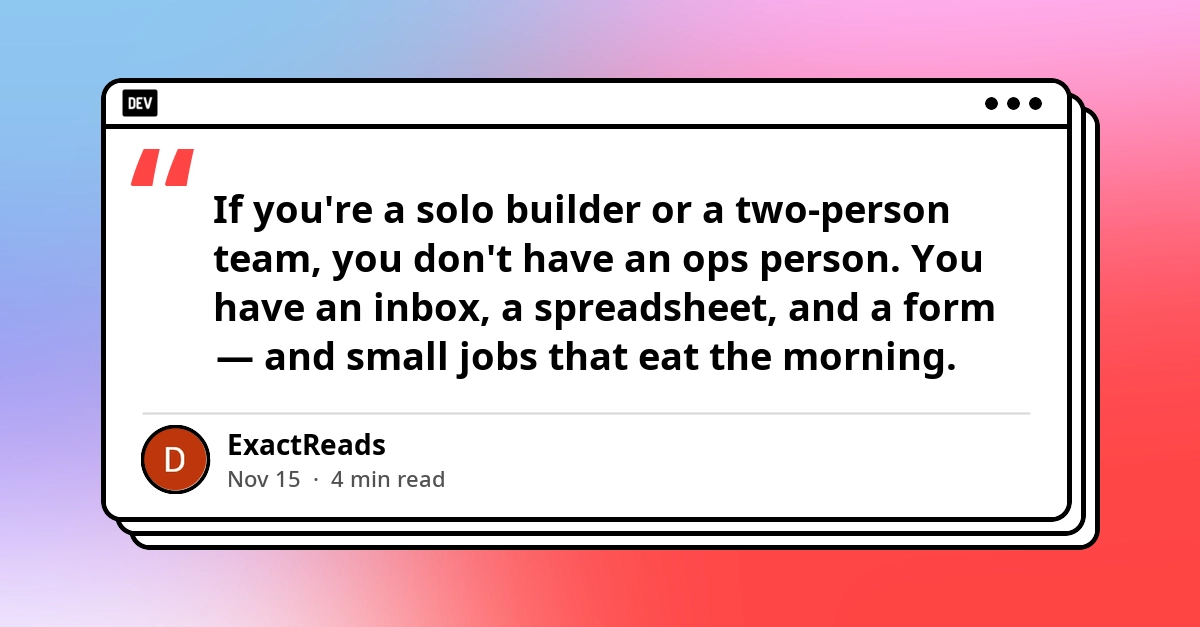 DEV
“
If you're a solo builder or a two-person
team, you don't have an ops person. You
have an inbox, a spreadsheet, and a form
— and small jobs that eat the morning.
D
ExactReads
Nov 15 · 4 min read